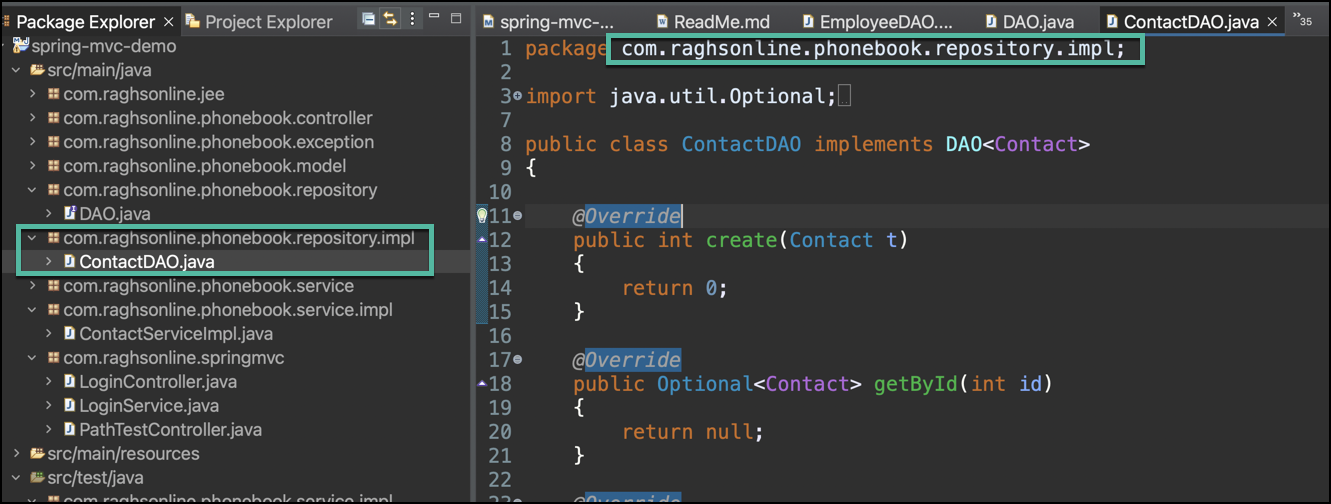 Package Explorer
Project Explorer
spring-mvc-demo
src/main/java
com.raghsonline.jee
com.raghsonline.phonebook.controller
com.raghsonline.phonebook.exception
com.raghsonline.phonebook.model
com.raghsonline.phonebook.repository
DAO.java
com.raghsonline.phonebook.repository.impl
ContactDAO.java
com.raghsonline.phonebook.service
com.raghsonline.phonebook.service.impl
ContactServiceImpl.java
com.raghsonline.springmvc
LoginController.java
LoginService.java
PathTestController.java
src/main/resources
src/test/java
com.raghsonline.phonebook.service.impl
spring-mvc-...
ReadMe.md
EmployeeDAO....
DAO.java
ContactDAO.java
»35
1 package com.raghsonline.phonebook.repository.impl;
2
3 import java.util.Optional;
7
8 public class ContactDAO implements DAO<Contact>
9 {
10
11 @Override
12 public int create(Contact t)
13 {
14 return 0;
15 }
16
17 @Override
18 public Optional<Contact> getById(int id)
19 {
20 return null;
21 }
22
23 @Override